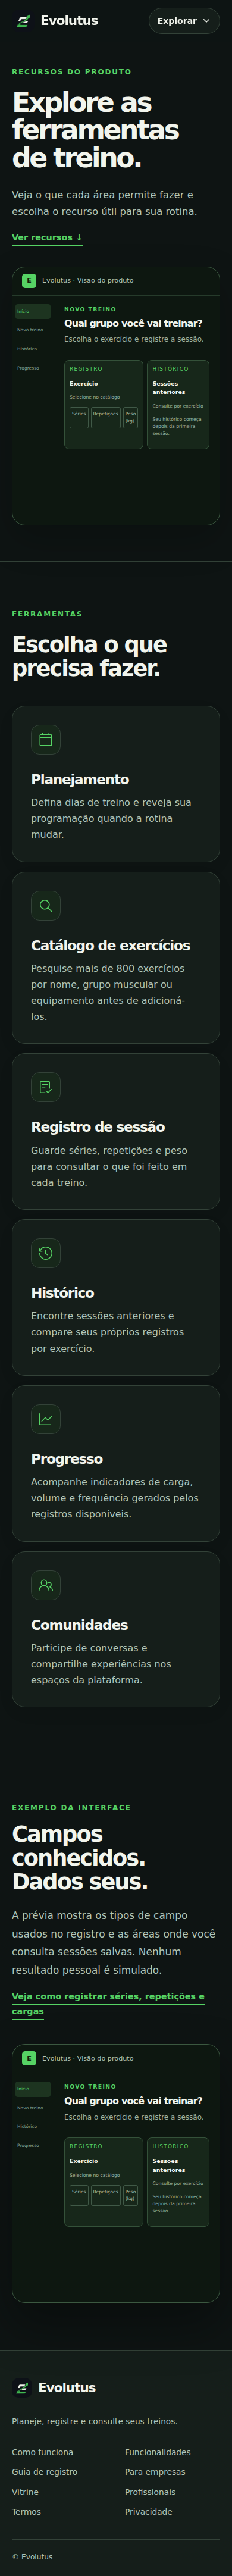 Evolutus
Explorar
RECURSOS DO PRODUTO
Explore as
ferramentas
de treino.
Veja o que cada área permite fazer e
escolha o recurso útil para sua rotina.
Ver recursos ↓
E
Evolutus · Visão do produto
Início
Novo treino
Histórico
Progresso
NOVO TREINO
Qual grupo você vai treinar?
Escolha o exercício e registre a sessão.
REGISTRO
Exercício
Selecione no catálogo
Séries
Repetições
Peso
(kg)
HISTÓRICO
Sessões
anteriores
Consulte por exercício
Seu histórico começa
depois da primeira
sessão.
FERRAMENTAS
Escolha o que
precisa fazer.
Planejamento
Defina dias de treino e reveja sua
programação quando a rotina
mudar.
Catálogo de exercícios
Pesquise mais de 800 exercícios
por nome, grupo muscular ou
equipamento antes de adicioná-
los.
Registro de sessão
Guarde séries, repetições e peso
para consultar o que foi feito em
cada treino.
Histórico
Encontre sessões anteriores e
compare seus próprios registros
por exercício.
Progresso
Acompanhe indicadores de carga,
volume e frequência gerados pelos
registros disponíveis.
Comunidades
Participe de conversas e
compartilhe experiências nos
espaços da plataforma.
EXEMPLO DA INTERFACE
Campos
conhecidos.
Dados seus.
A prévia mostra os tipos de campo
usados no registro e as áreas onde você
consulta sessões salvas. Nenhum
resultado pessoal é simulado.
Veja como registrar séries, repetições e
cargas
E
Evolutus · Visão do produto
Início
Novo treino
Histórico
Progresso
NOVO TREINO
Qual grupo você vai treinar?
Escolha o exercício e registre a sessão.
REGISTRO
Exercício
Selecione no catálogo
Séries
Repetições
Peso
(kg)
HISTÓRICO
Sessões
anteriores
Consulte por exercício
Seu histórico começa
depois da primeira
sessão.
Evolutus
Planeje, registre e consulte seus treinos.
Como funciona
Funcionalidades
Guia de registro
Para empresas
Vitrine
Profissionais
Termos
Privacidade
© Evolutus